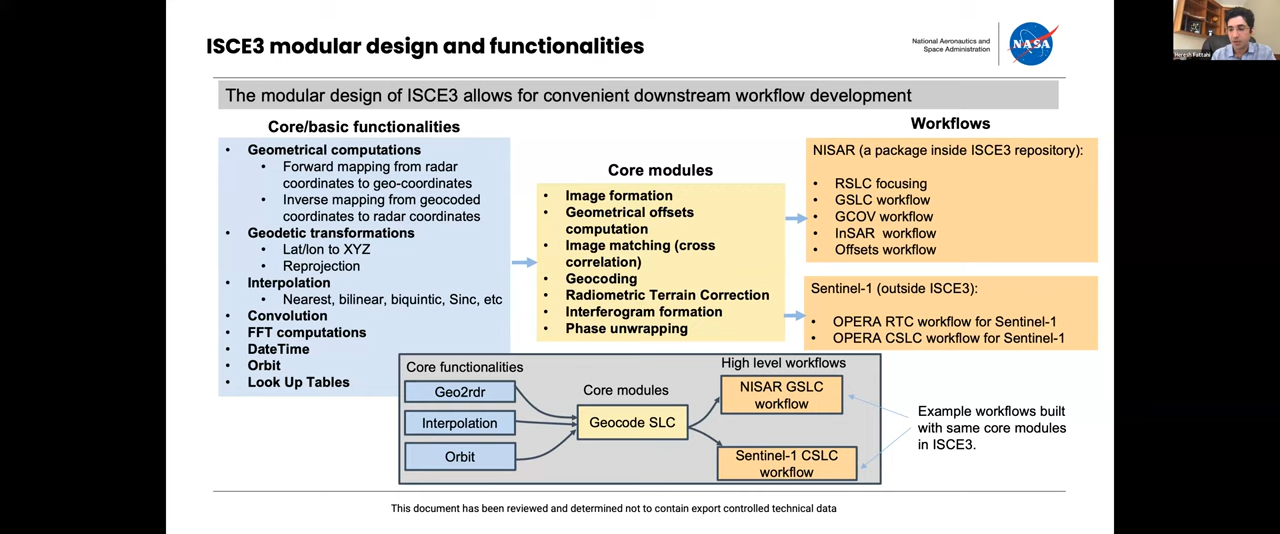 ISCE3 modular design and functionalities
National Aeronautics and
Space Administration
NASA
Heresh Fattahi
The modular design of ISCE3 allows for convenient downstream workflow development
Core/basic functionalities
• Geometrical computations
• Forward mapping from radar
coordinates to geo-coordinates
• Inverse mapping from geocoded
coordinates to radar coordinates
• Geodetic transformations
• Lat/lon to XYZ
• Reprojection
• Interpolation
• Nearest, bilinear, biquintic, Sinc, etc
• Convolution
• FFT computations
• DateTime
• Orbit
• Look Up Tables
Core modules
• Image formation
• Geometrical offsets
computation
• Image matching (cross
correlation)
• Geocoding
• Radiometric Terrain Correction
• Interferogram formation
• Phase unwrapping
Workflows
NISAR (a package inside ISCE3 repository):
• RSLC focusing
• GSLC workflow
• GCOV workflow
• InSAR workflow
• Offsets workflow
Sentinel-1 (outside ISCE3):
• OPERA RTC workflow for Sentinel-1
• OPERA CSLC workflow for Sentinel-1
Core functionalities
Geo2rdr
Interpolation
Orbit
Core modules
Geocode SLC
High level workflows
NISAR GSLC
workflow
Sentinel-1 CSLC
workflow
Example workflows built
with same core modules
in ISCE3.
This document has been reviewed and determined not to contain export controlled technical data